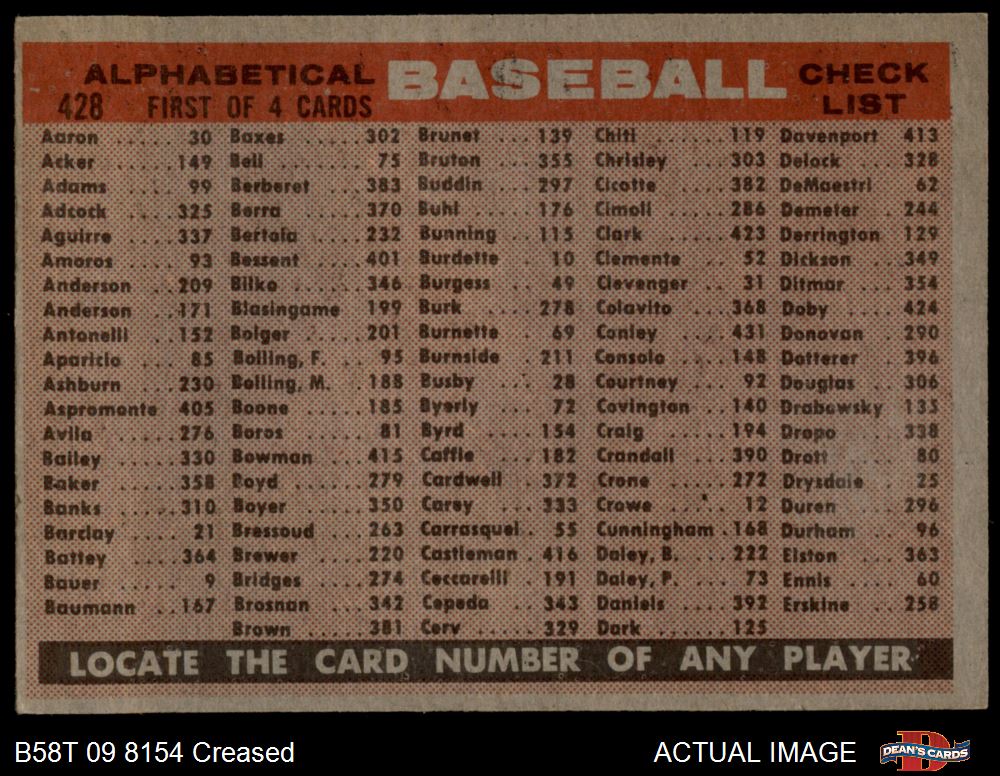 ALPHABETICAL BASEBALL CHECK LIST
428 FIRST OF 4 CARDS
Aaron ..... 30
Acker ..... 149
Adams .... 99
Adcock .... 325
Aguirre .... 337
Amoros .... 93
Anderson .. 209
Anderson .. 171
Antonelli ... 152
Aparicio .... 85
Ashburn ... 230
Aspromonte 405
Avila ...... 276
Bailey ..... 330
Baker ..... 358
Banks ..... 310
Barclay .... 21
Battey ..... 364
Bauer ..... 9
Baumann .. 167
Baxes ..... 302
Bell ...... 75
Berberet ... 383
Berra ..... 370
Bertoia ..... 232
Bessent .... 401
Bilko ...... 346
Blasingame 199
Bolger .... 201
Bolling, F. .. 95
Bolling, M. .. 188
Boone ..... 185
Boros ..... 81
Bowman ... 415
Boyd ..... 279
Boyer ..... 350
Bressoud ... 263
Brewer .... 220
Bridges .... 274
Brosnan ... 342
Brown ..... 381
Brunet ... 139
Bruton ... 355
Buddin ... 297
Buhl .... 176
Bunning .. 115
Burdette .. 10
Burgess .. 49
Burk .... 278
Burnette .. 69
Burnside .. 211
Busby ... 28
Byerly ... 72
Byrd .... 154
Caffie ... 182
Cardwell .. 372
Carey ... 333
Carrasquel . 55
Castleman . 416
Ceccarelli . 191
Cepeda .. 343
Cerv .... 329
Chiti ..... 119
Chrisley ... 303
Cicotte .... 382
Cimoli .... 286
Clark ..... 423
Clemente .. 52
Clevenger .. 31
Colavito ... 368
Conley .... 431
Consolo ... 148
Courtney .. 92
Covington .. 140
Craig ..... 194
Crandall ... 390
Crone .... 272
Crowe .... 12
Cunningham . 168
Daley, B. ... 222
Daley, P. ... 73
Daniels ... 392
Dark ..... 125
Davenport 413
Delock ... 328
DeMaestri 62
Demeter .. 244
Derrington 129
Dickson .. 349
Ditmar ... 354
Doby .... 424
Donovan .. 290
Dotterer .. 396
Douglas .. 306
Drabowsky 135
Dropo ... 338
Drott ... 80
Drysdale .. 25
Duren ... 296
Durham .. 96
Elston ... 363
Ennis .... 60
Erskine .. 258
LOCATE THE CARD NUMBER OF ANY PLAYER
B58T 09 8154 Creased
ACTUAL IMAGE
D
DEAN'S CARDS